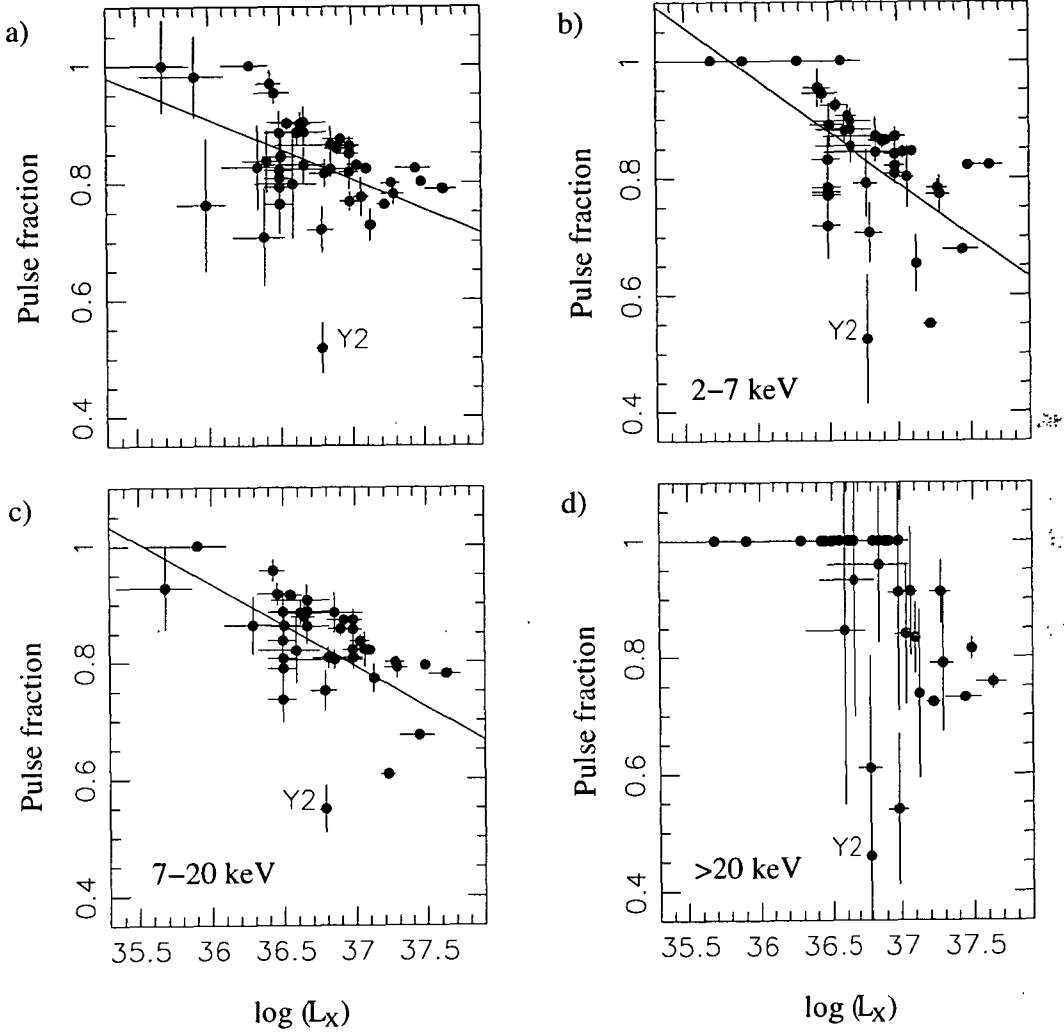 a)
Pulse fraction
1
0.8
0.6
0.4
Y2
b)
Pulse fraction
1
0.8
0.6
0.4
Y2
2–7 keV
c)
Pulse fraction
1
0.8
0.6
0.4
Y2
7–20 keV
35.5 36 36.5 37 37.5
log (LX)
d)
Pulse fraction
1
0.8
0.6
0.4
Y2
>20 keV
35.5 36 36.5 37 37.5
log (LX)